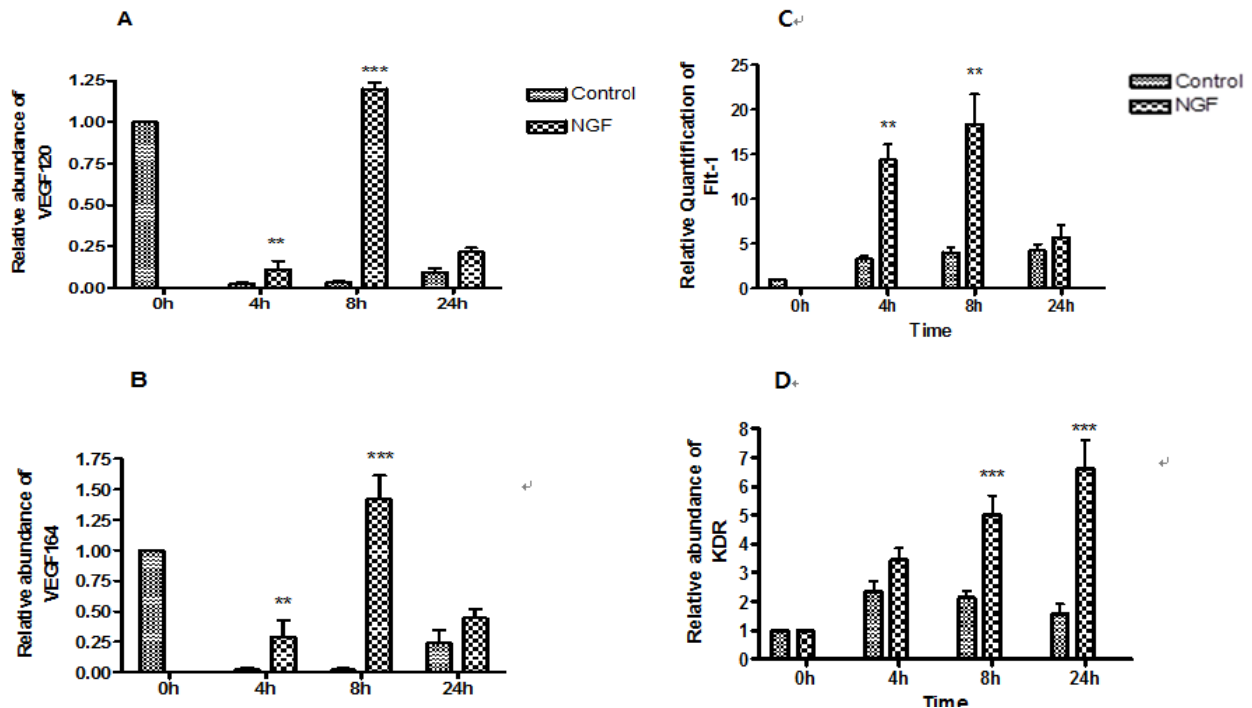 A
Relative abundance of
VEGF120
1.25
1.00
0.75
0.50
0.25
0.00
**
***
0h
4h
8h
24h
Control
NGF
B
Relative abundance of
VEGF164
1.75
1.50
1.25
1.00
0.75
0.50
0.25
0.00
**
***
0h
4h
8h
24h
C
Relative Quantification of
Flt-1
25
20
15
10
5
0
**
**
0h
4h
8h
24h
Time
Control
NGF
D
Relative abundance of
KDR
8
7
6
5
4
3
2
1
0
***
***
0h
4h
8h
24h
Time